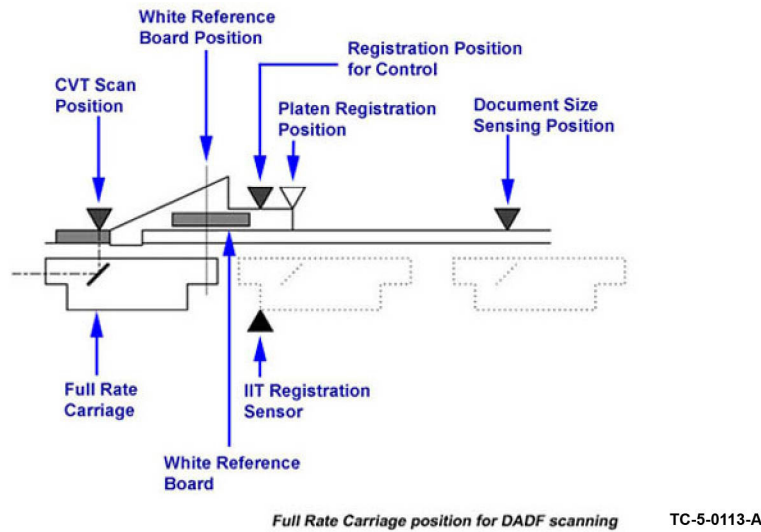 White Reference
Board Position
Registration Position
for Control
CVT Scan
Position
Platen Registration
Position
Document Size
Sensing Position
Full Rate
Carriage
IIT Registration
Sensor
White Reference
Board
Full Rate Carriage position for DADF scanning
TC-5-0113-A